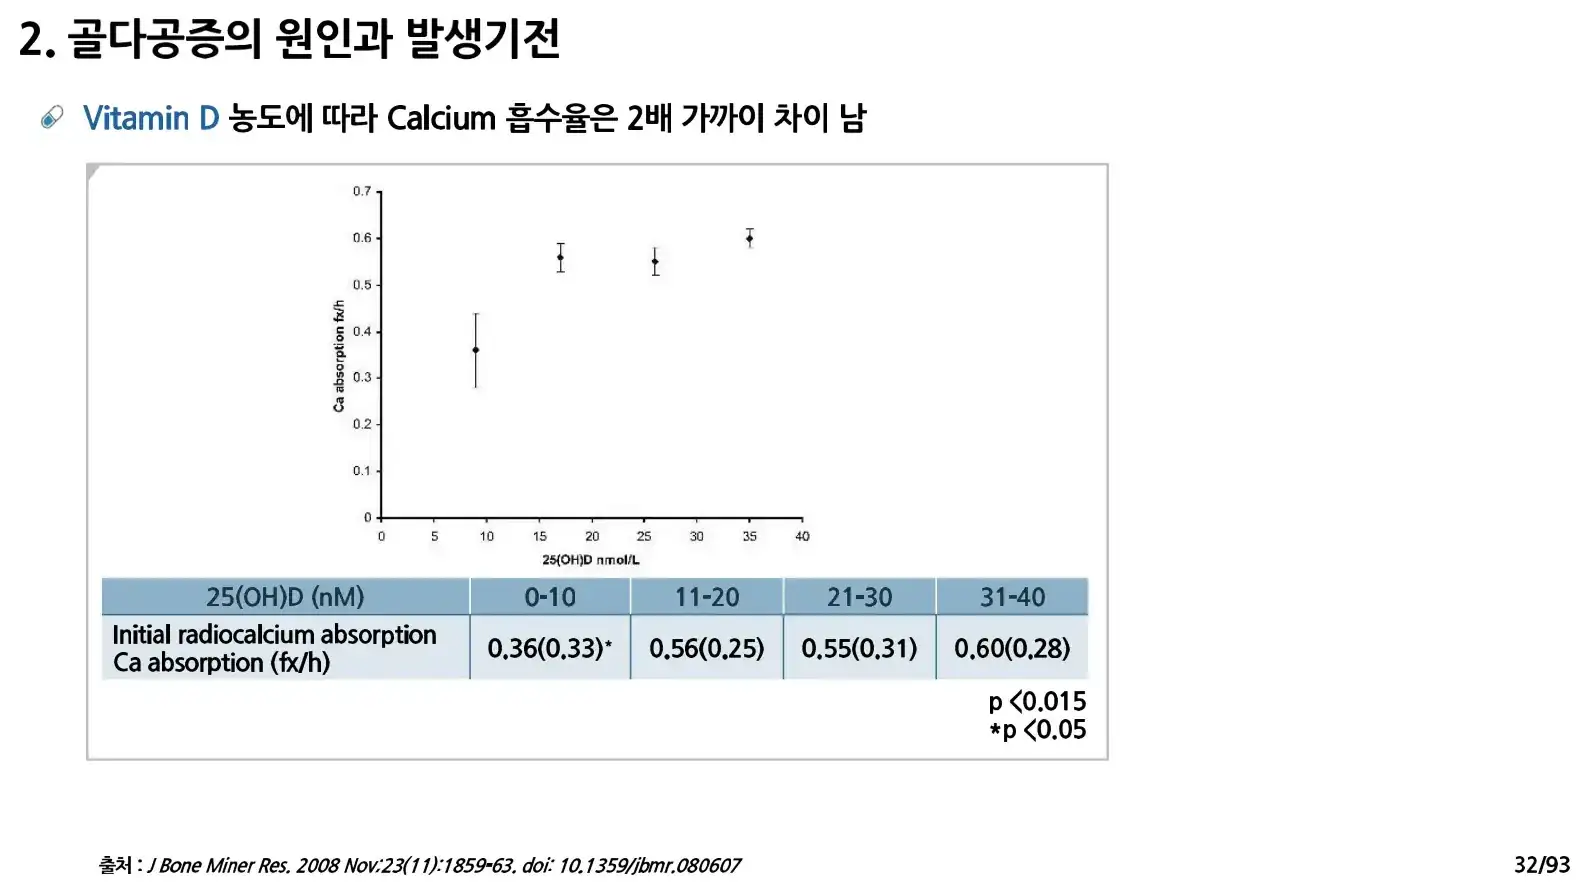 2. 골다공증의 원인과 발생기전
Vitamin D 농도에 따라 Calcium 흡수율은 2배 가까이 차이 남
0.7
0.6
0.5
0.4
0.3
0.2
0.1
0
Ca absorption fx/h
0 5 10 15 20 25 30 35 40
25(OH)D nmol/L
25(OH)D (nM) 0-10 11-20 21-30 31-40
Initial radiocalcium absorption
Ca absorption (fx/h) 0.36(0.33)* 0.56(0.25) 0.55(0.31) 0.60(0.28)
p <0.015
*p <0.05
출처 : J Bone Miner Res. 2008 Nov;23(11):1859-63. doi: 10.1359/jbmr.080607
32/93